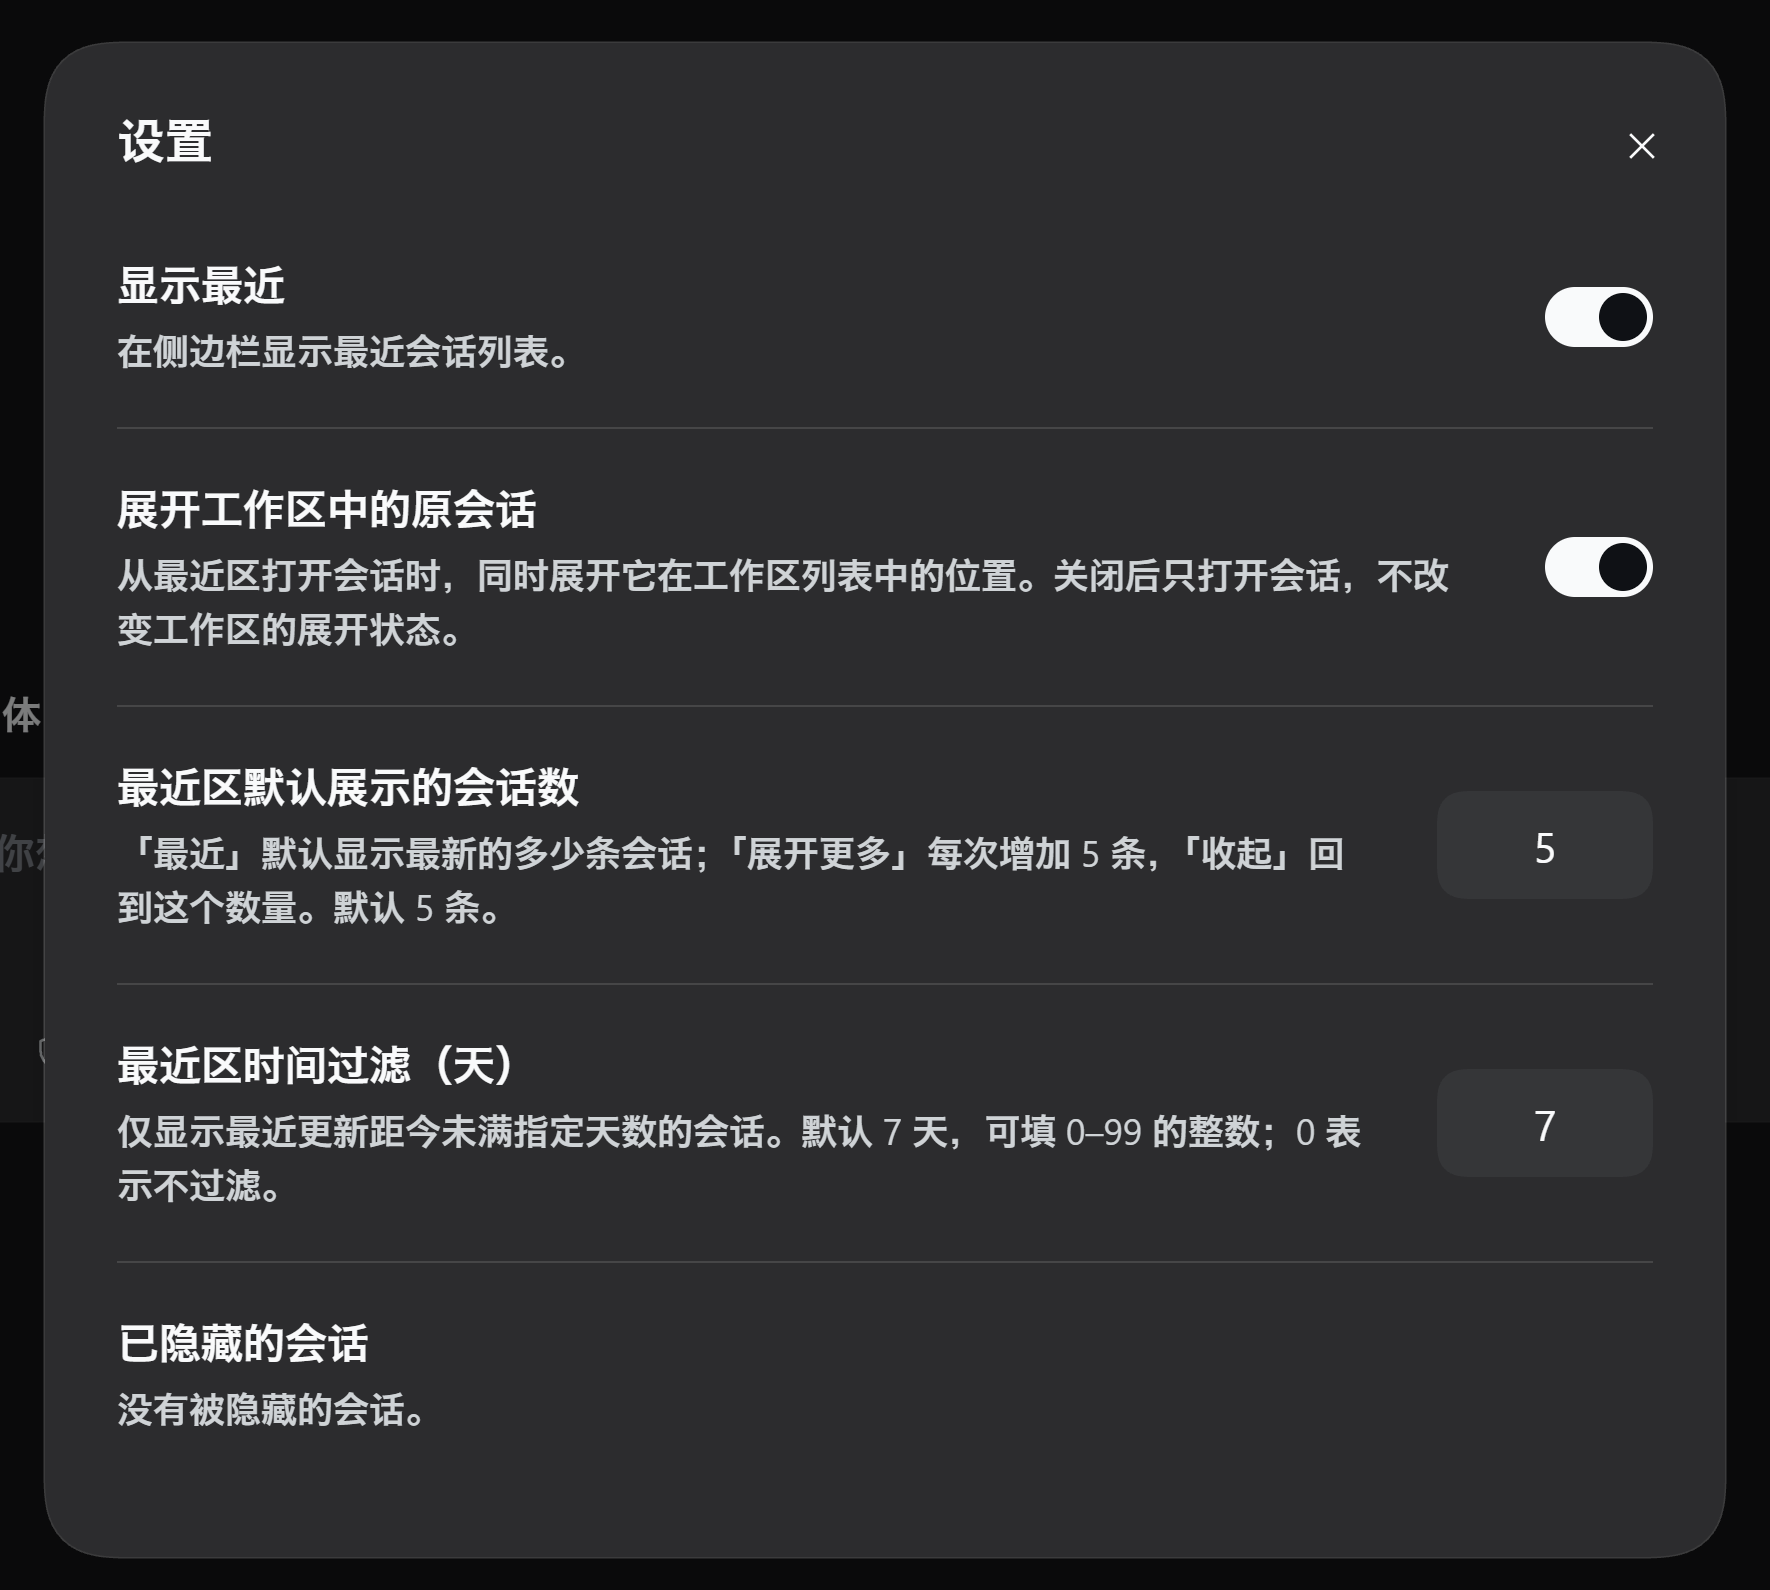 设置
显示最近
在侧边栏显示最近会话列表。
展开工作区中的原会话
从最近区打开会话时，同时展开它在工作区列表中的位置。关闭后只打开会话，不改
变工作区的展开状态。
体
最近区默认展示的会话数
「最近」默认显示最新的多少条会话；「展开更多」每次增加 5 条，「收起」回
到这个数量。默认 5 条。
5
你
最近区时间过滤（天）
仅显示最近更新距今未满指定天数的会话。默认 7 天，可填 0–99 的整数；0 表
示不过滤。
7
已隐藏的会话
没有被隐藏的会话。